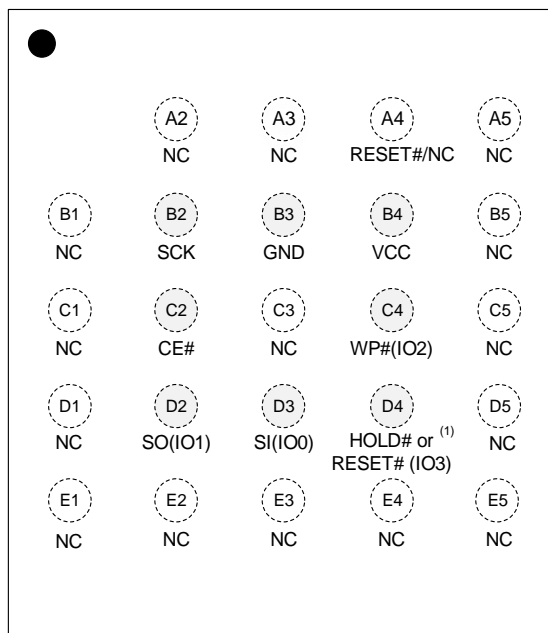 A2 A3 A4 A5
NC NC RESET#/NC NC
B1 B2 B3 B4 B5
NC SCK GND VCC NC
C1 C2 C3 C4 C5
NC CE# NC WP#(IO2) NC
D1 D2 D3 D4 D5
NC SO(IO1) SI(IO0) HOLD# or (1) NC
RESET# (IO3)
E1 E2 E3 E4 E5
NC NC NC NC NC